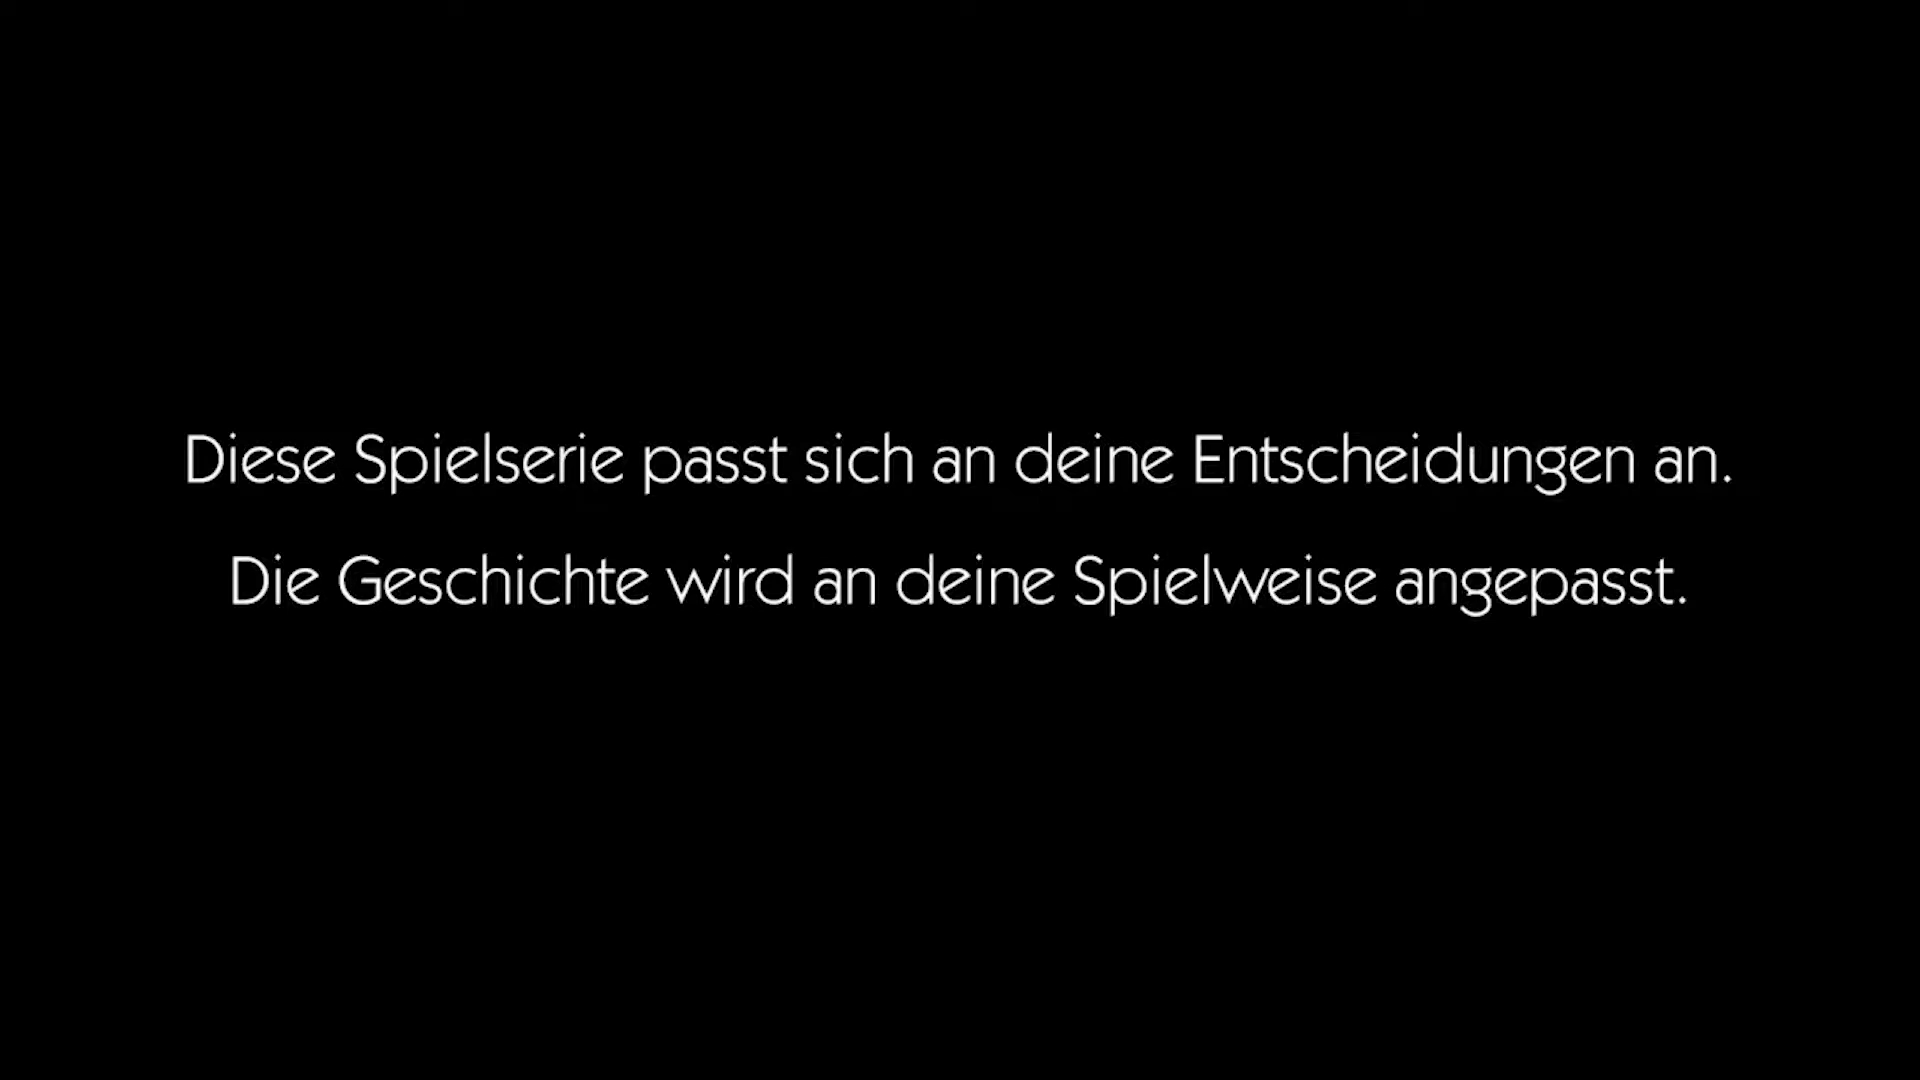 Diese Spielserie passt sich an deine Entscheidungen an.
Die Geschichte wird an deine Spielweise angepasst.